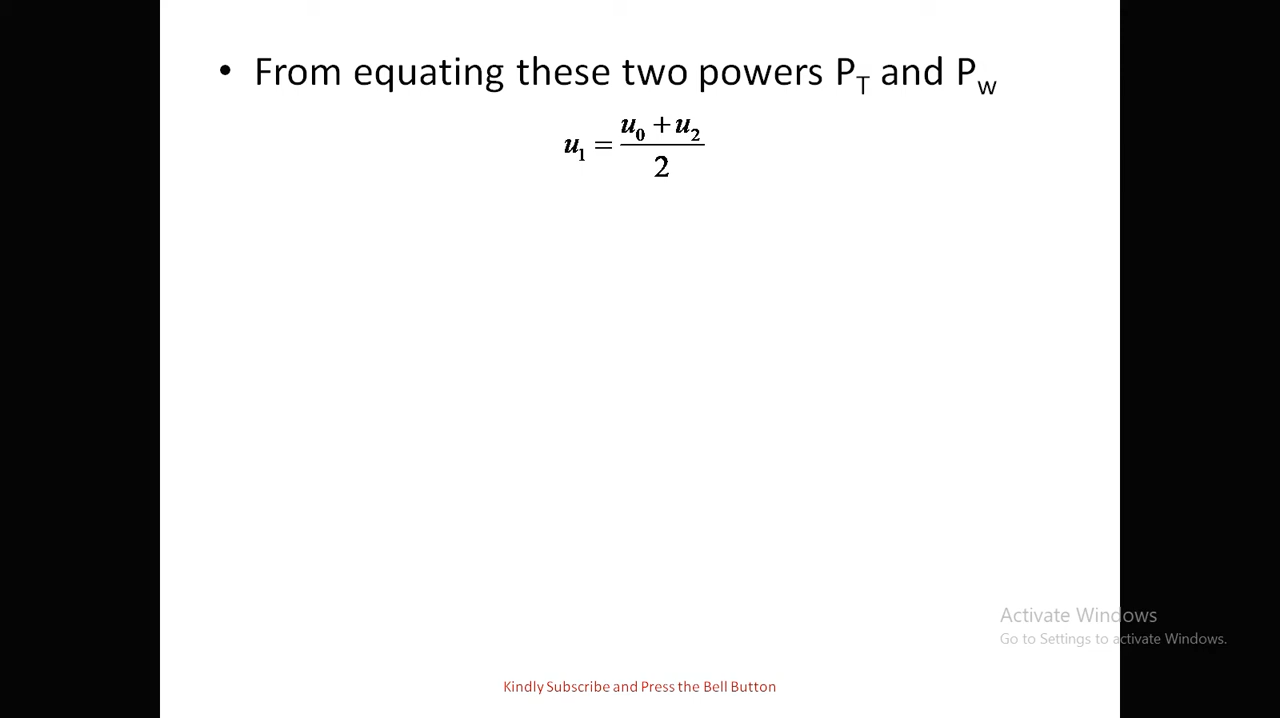 • From equating these two powers P_T and P_w
u_1 = \frac{u_0 + u_2}{2}
Activate Windows
Go to Settings to activate Windows.
Kindly Subscribe and Press the Bell Button